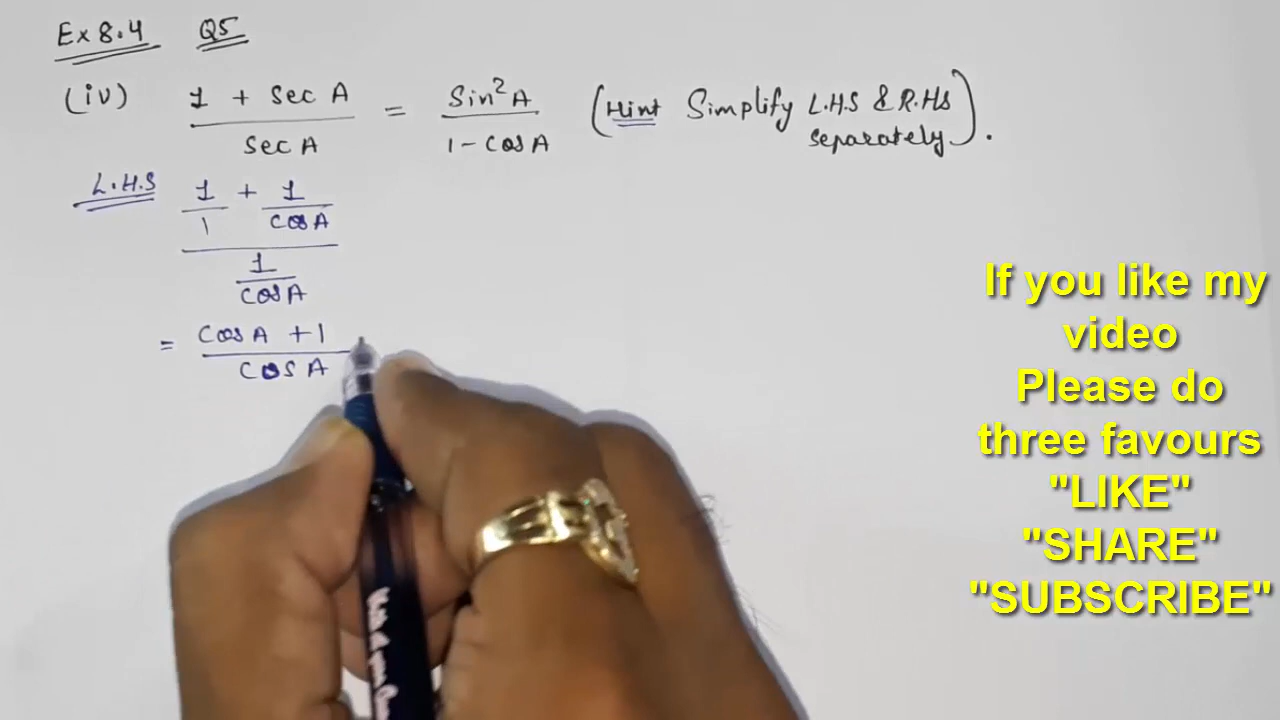 Ex 8.4 Q5
(iv) 1 + sec A / sec A = Sin²A / 1 - cos A (Hint Simplify L.H.S & R.H.S separately).
L.H.S 1/1 + 1/cos A
1/cos A
= cos A + 1
cos A
If you like my
video
Please do
three favours
"LIKE"
"SHARE"
"SUBSCRIBE"